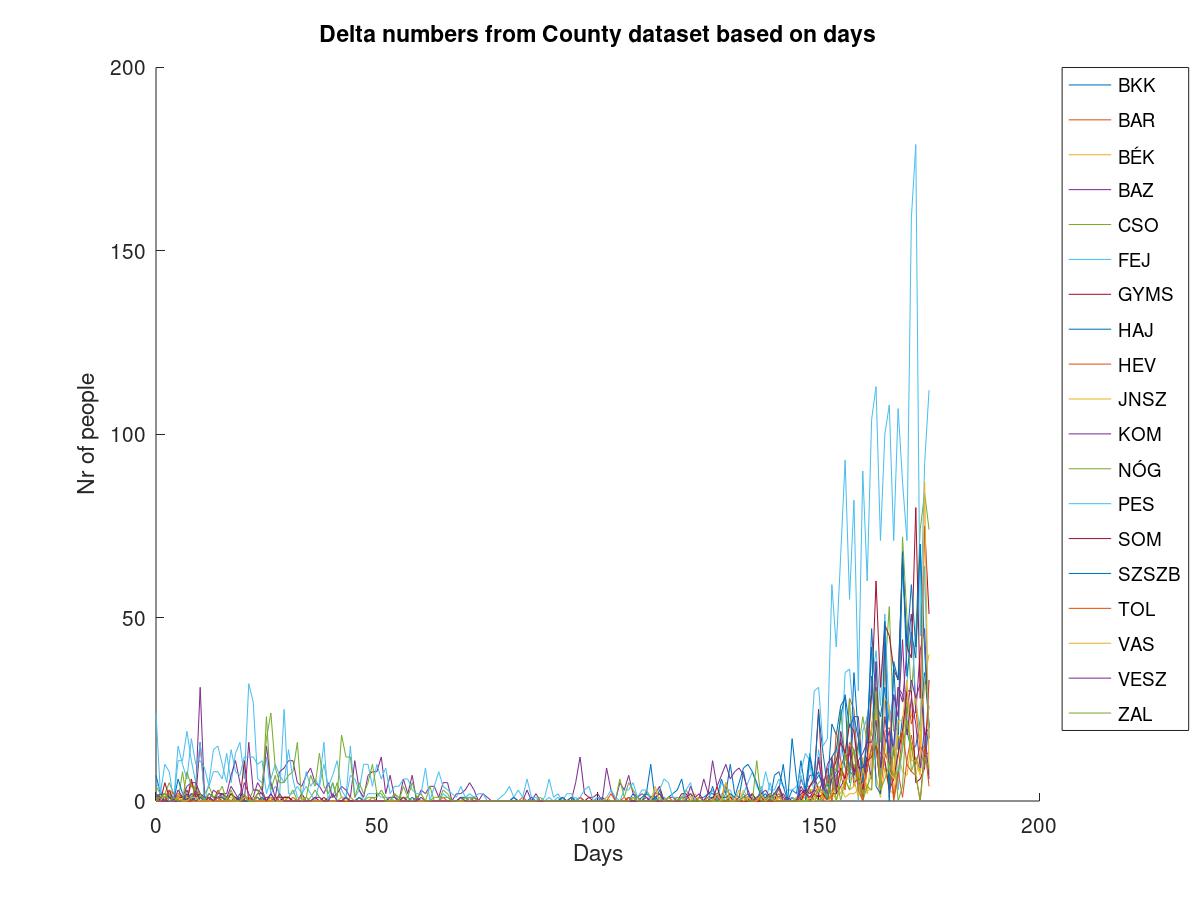 Delta numbers from County dataset based on days
200
150
100
50
0
Nr of people
0 50 100 150 200
Days
BKK
BAR
BÉK
BAZ
CSO
FEJ
GYMS
HAJ
HEV
JNSZ
KOM
NÓG
PES
SOM
SZSZB
TOL
VAS
VESZ
ZAL